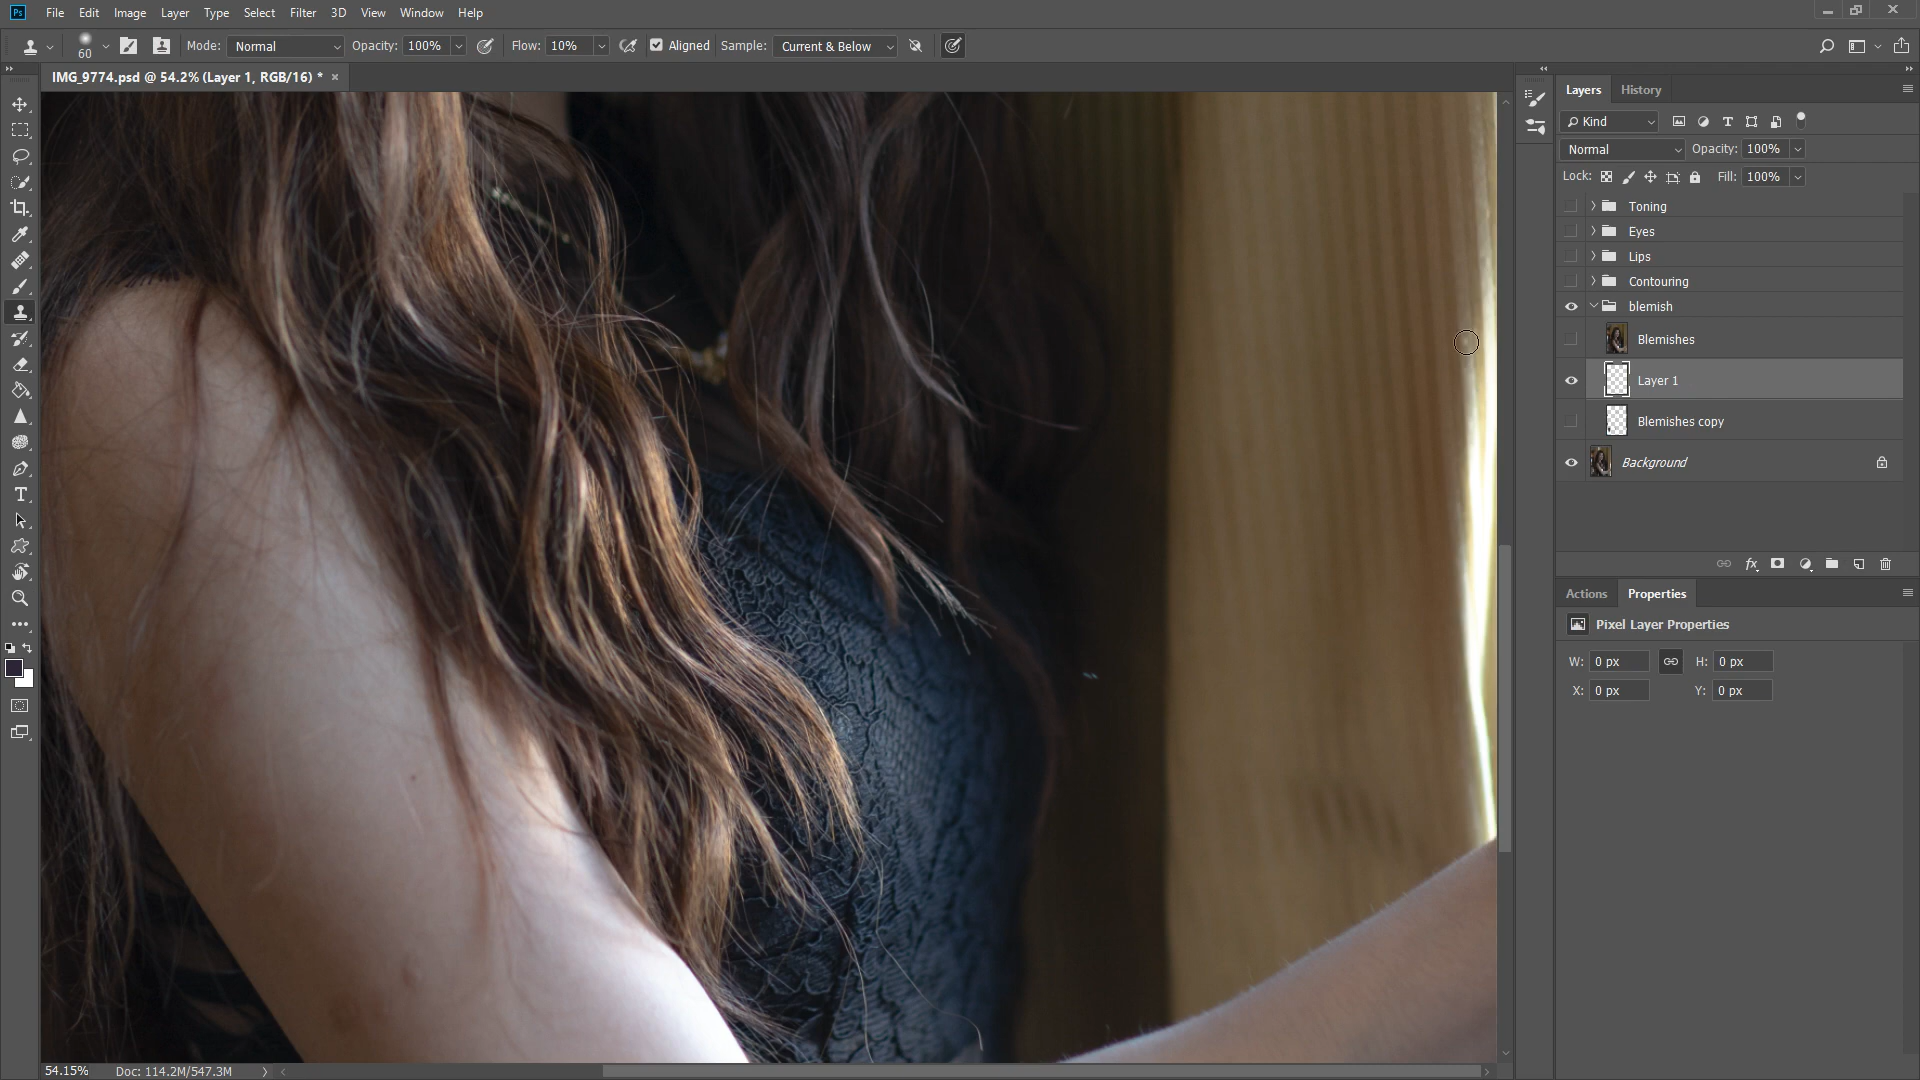 Ps File Edit Image Layer Type Select Filter 3D View Window Help
60 Mode: Normal Opacity: 100% Flow: 10% Aligned Sample: Current & Below
IMG_9774.psd @ 54.2% (Layer 1, RGB/16) * ×
Layers History
Kind
Normal Opacity: 100%
Lock: Fill: 100%
Toning
Eyes
Lips
Contouring
blemish
Blemishes
Layer 1
Blemishes copy
Background
fx
Actions Properties
Pixel Layer Properties
W: 0 px H: 0 px
X: 0 px Y: 0 px
54.15% Doc: 114.2M/547.3M